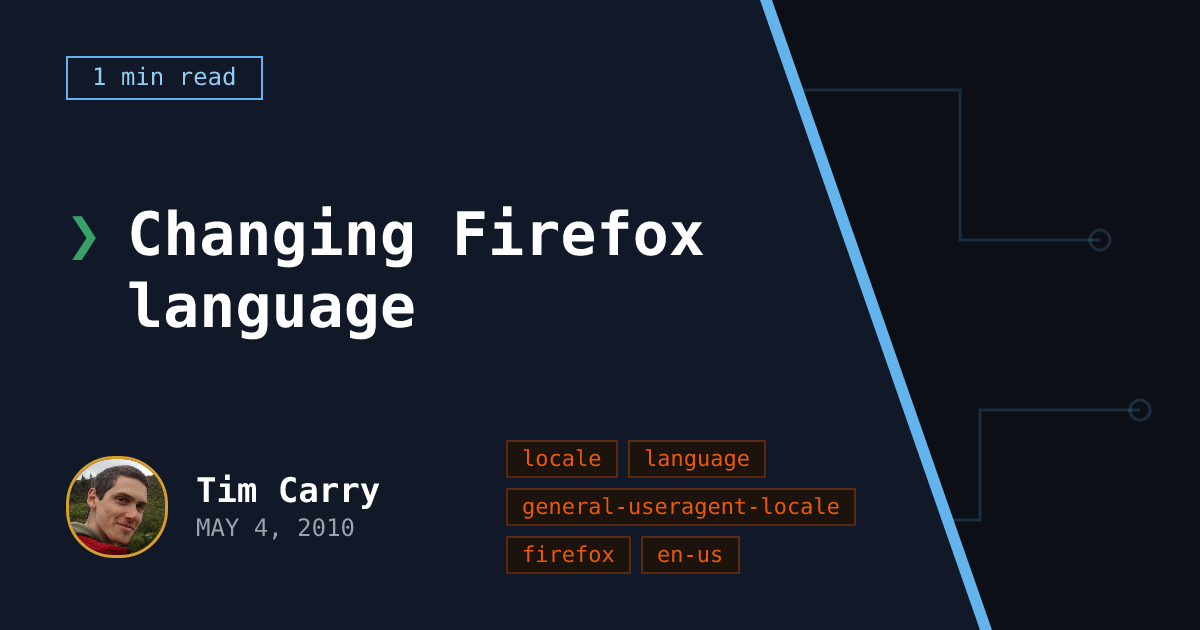 1 min read
❯ Changing Firefox
language
Tim Carry
MAY 4, 2010
locale language
general-useragent-locale
firefox en-us